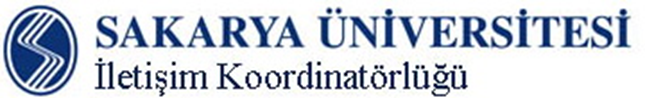 SAKARYA ÜNİVERSİTESİ
İletişim Koordinatörlüğü